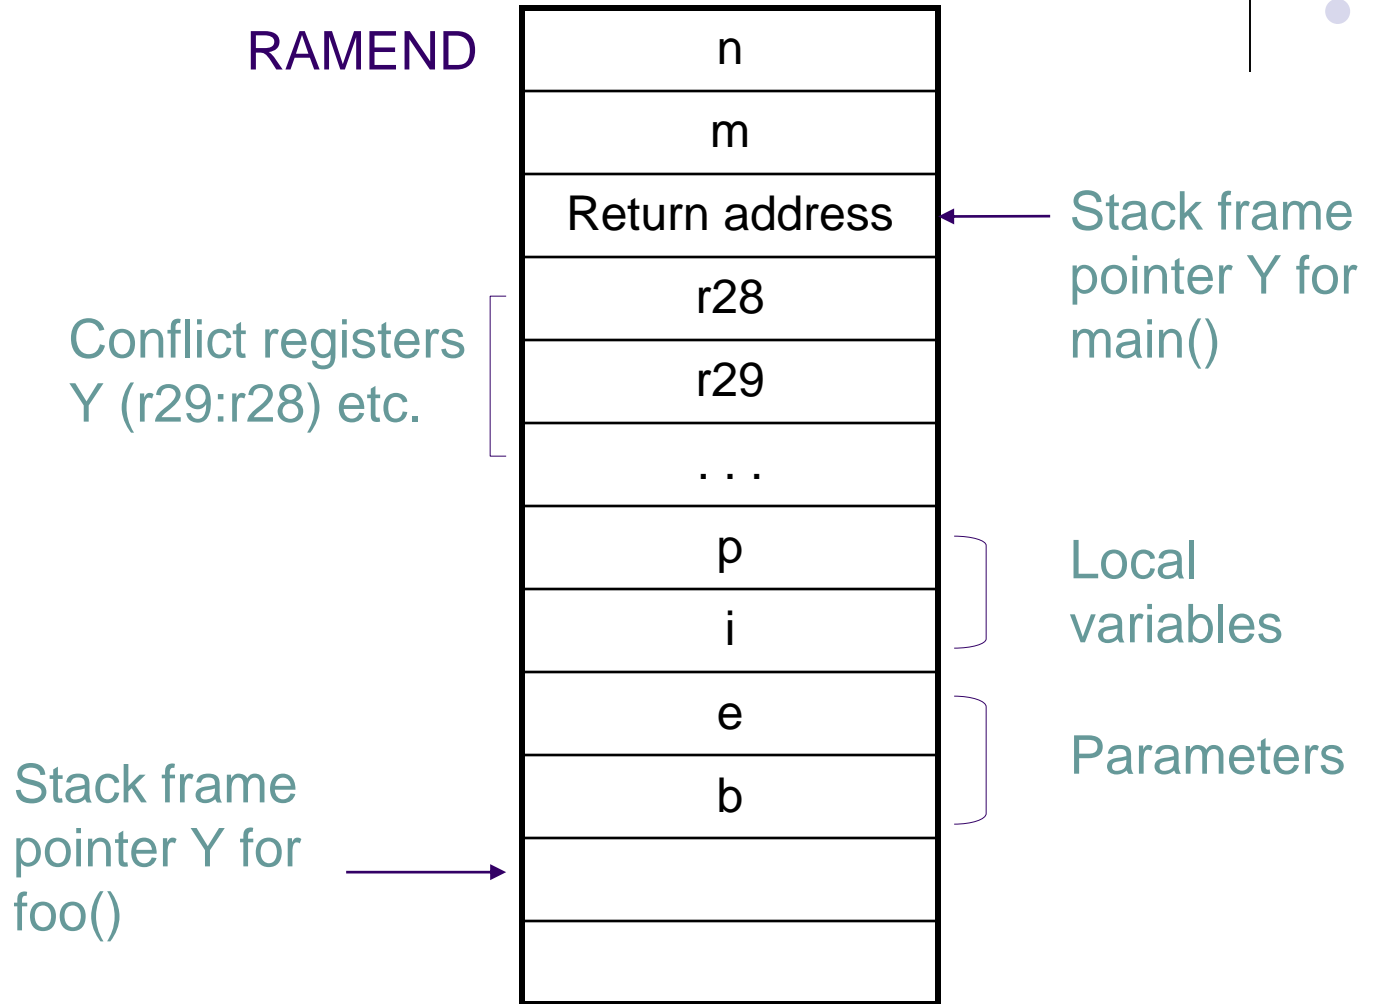 RAMEND
n
m
Return address
Stack frame
pointer Y for
main()
r28
Conflict registers
Y (r29:r28) etc.
r29
. . .
p
Local
variables
i
e
Parameters
b
Stack frame
pointer Y for
foo()